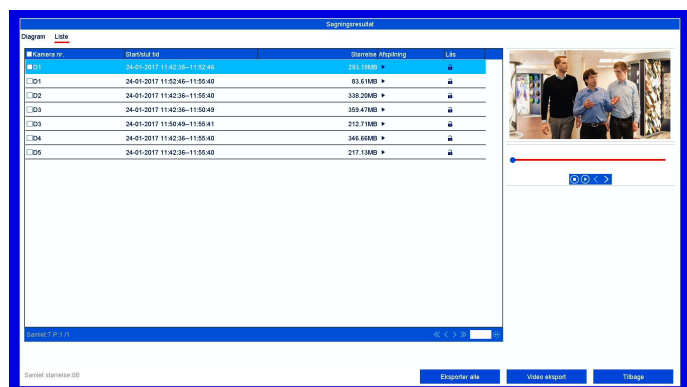 Søgningsresultat
Diagram Liste
Kamera nr. Start/slut tid Størrelse Afspilning Lås
D1 24-01-2017 11:42:36--11:52:46 293.18MB
D1 24-01-2017 11:52:46--11:55:40 83.61MB
D2 24-01-2017 11:42:36--11:55:40 338.20MB
D3 24-01-2017 11:42:36--11:50:49 359.47MB
D3 24-01-2017 11:50:49--11:55:41 212.71MB
D4 24-01-2017 11:42:36--11:55:40 346.66MB
D5 24-01-2017 11:42:36--11:55:40 217.13MB
Samlet:7 P:1 /1
Samlet størrelse:0B
Eksporter alle Video eksport Tilbage